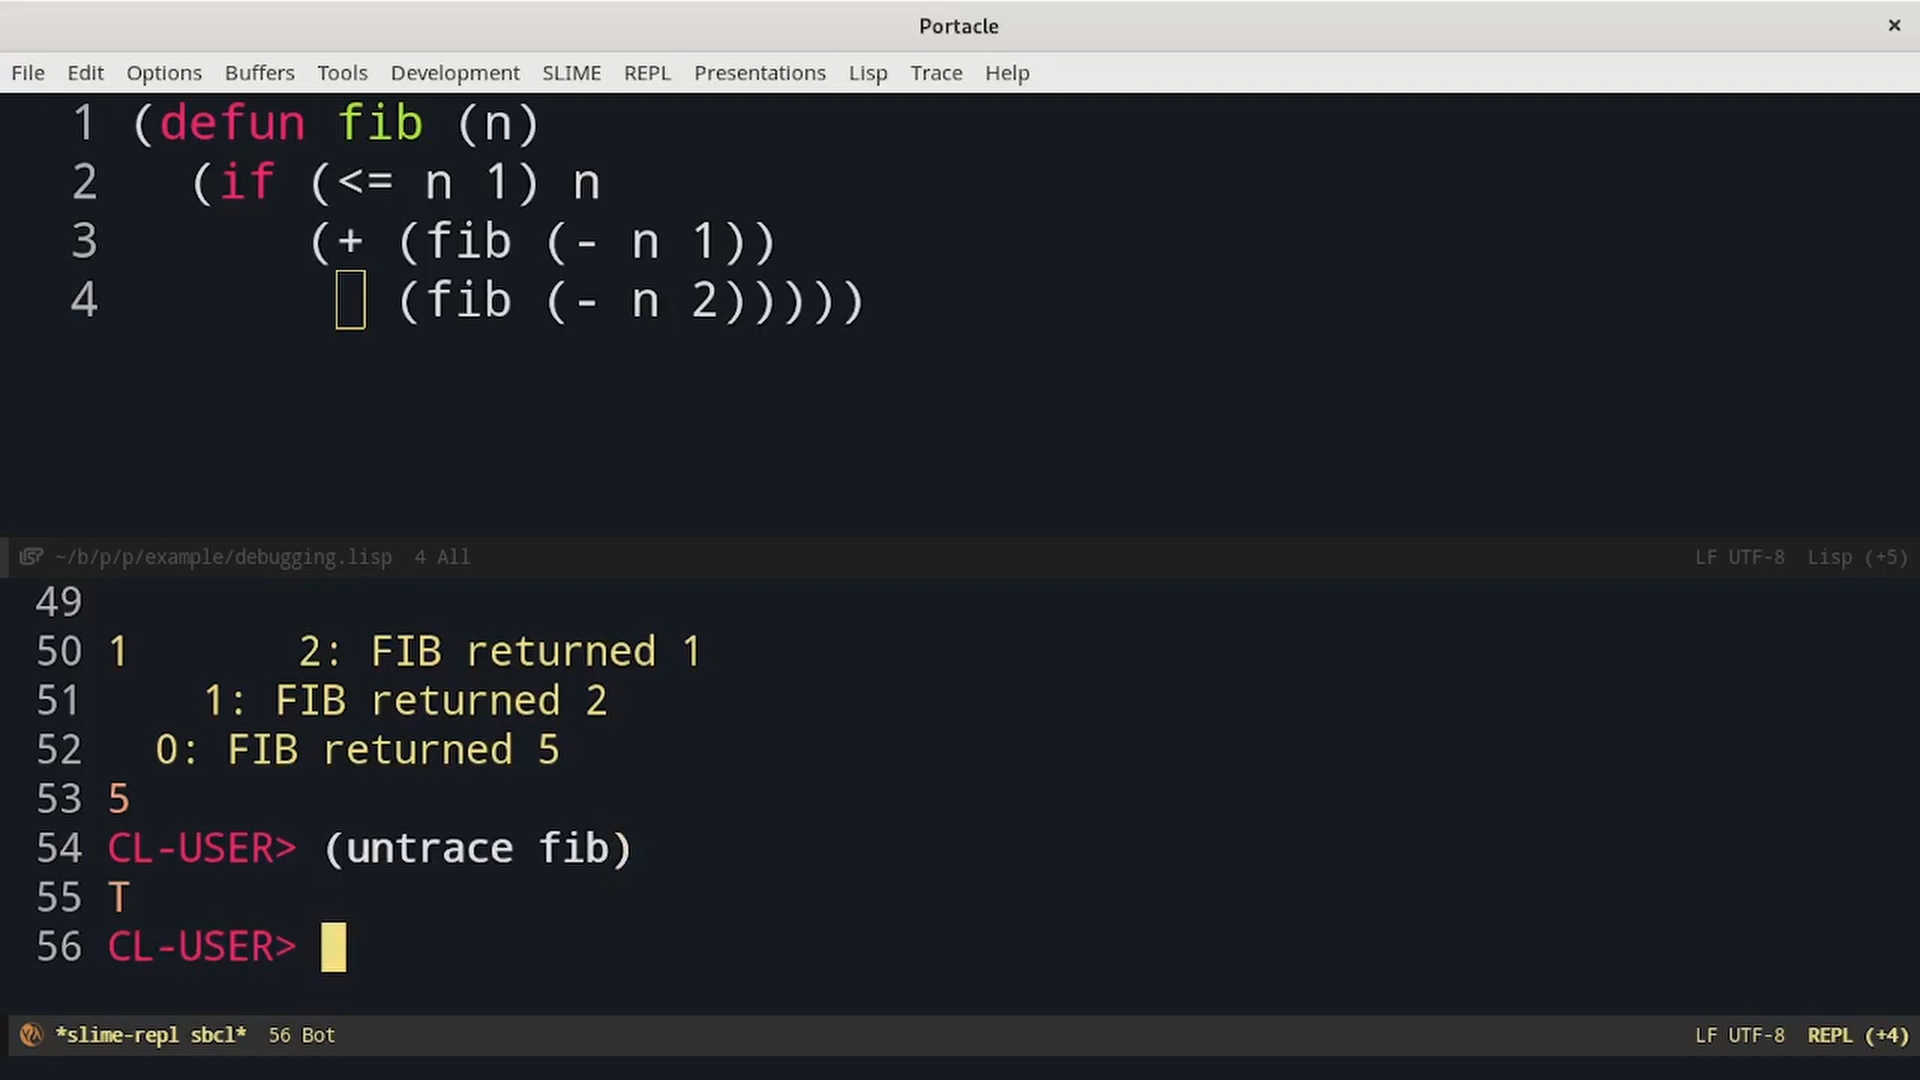 Portacle ×
File Edit Options Buffers Tools Development SLIME REPL Presentations Lisp Trace Help
1 (defun fib (n)
2   (if (<= n 1) n
3       (+ (fib (- n 1))
4          (fib (- n 2)))))
~/b/p/p/example/debugging.lisp 4 All LF UTF-8 Lisp (+5)
49
50 1       2: FIB returned 1
51     1: FIB returned 2
52   0: FIB returned 5
53 5
54 CL-USER> (untrace fib)
55 T
56 CL-USER>
*slime-repl sbcl* 56 Bot LF UTF-8 REPL (+4)